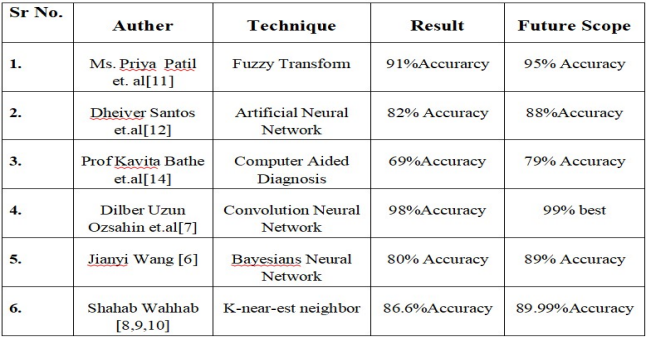 Sr No. Auther Technique Result Future Scope
1. Ms. Priya Patil et. al[11] Fuzzy Transform 91%Accurarcy 95% Accuracy
2. Dheiver Santos et.al[12] Artificial Neural Network 82% Accuracy 88%Accuracy
3. Prof Kavita Bathe et.al[14] Computer Aided Diagnosis 69%Accuracy 79% Accuracy
4. Dilber Uzun Ozsahin et.al[7] Convolution Neural Network 98%Accuracy 99% best
5. Jianyi Wang [6] Bayesians Neural Network 80% Accuracy 89% Accuracy
6. Shahab Wahhab [8,9,10] K-near-est neighbor 86.6%Accuracy 89.99%Accuracy